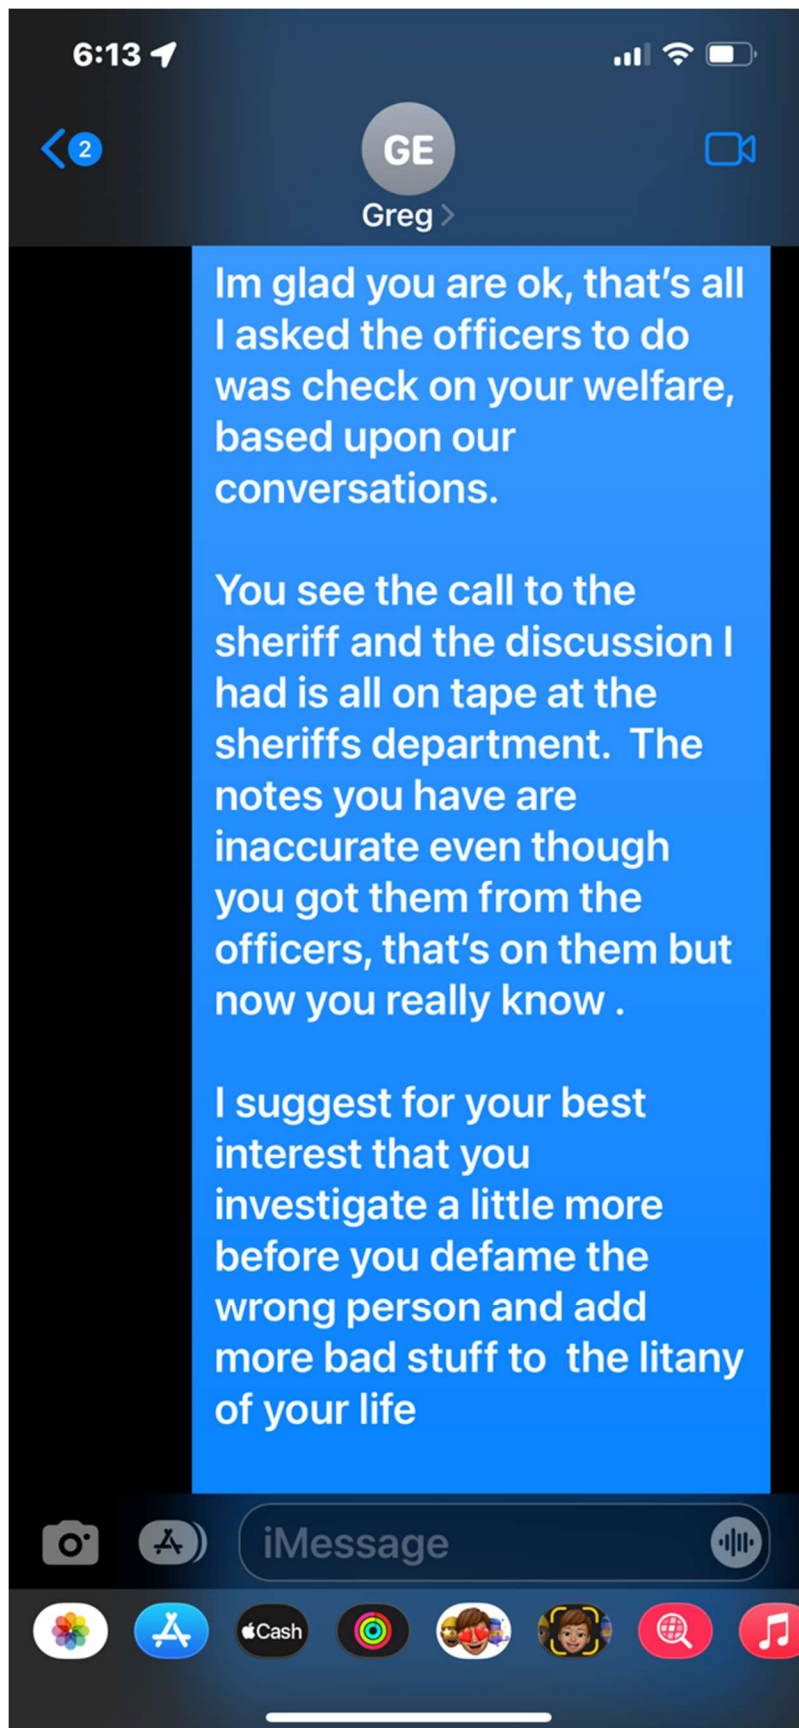 6:13
2
GE
Greg
Im glad you are ok, that's all
I asked the officers to do
was check on your welfare,
based upon our
conversations.
You see the call to the
sheriff and the discussion I
had is all on tape at the
sheriffs department.  The
notes you have are
inaccurate even though
you got them from the
officers, that's on them but
now you really know .
I suggest for your best
interest that you
investigate a little more
before you defame the
wrong person and add
more bad stuff to  the litany
of your life
iMessage
Cash